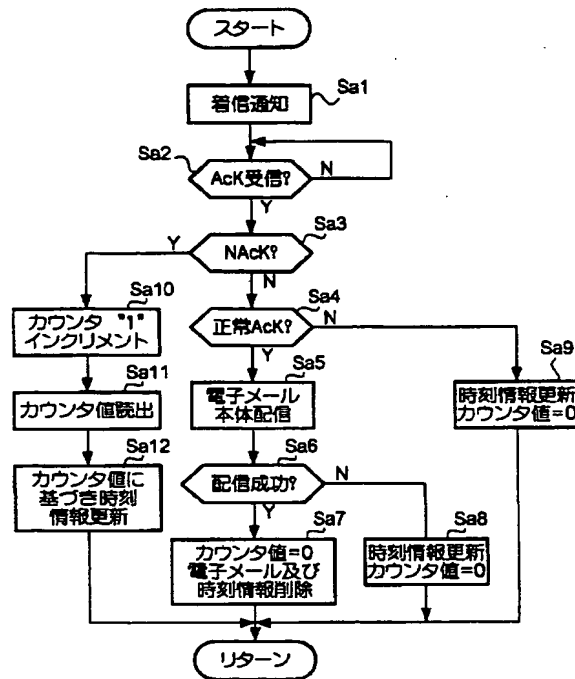 スタート
Sa1
着信通知
Sa2
AcK受信?
N
Y
Sa3
Y
NAcK?
N
Sa10
カウンタ "1"
インクリメント
Sa4
正常AcK?
N
Y
Sa11
カウンタ値読出
Sa5
電子メール
本体配信
Sa9
時刻情報更新
カウンタ値=0
Sa12
カウンタ値に
基づき時刻
情報更新
Sa6
配信成功?
N
Y
Sa7
カウンタ値=0
電子メール及び
時刻情報削除
Sa8
時刻情報更新
カウンタ値=0
リターン